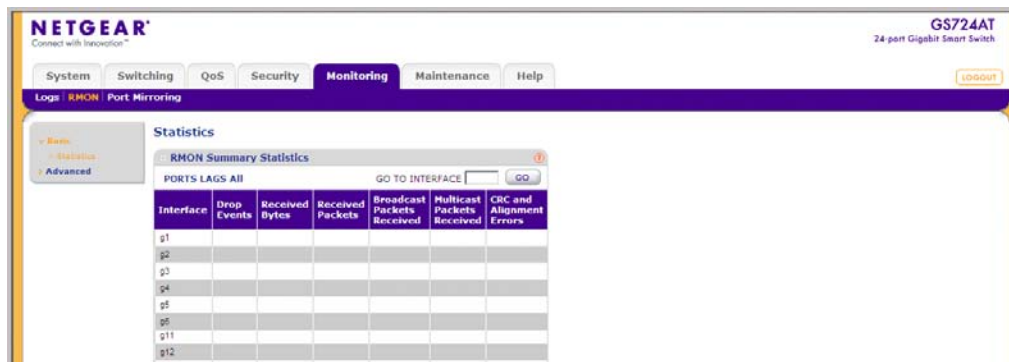 NETGEAR
Connect with Innovation™
GS724AT
24-port Gigabit Smart Switch
System Switching QoS Security Monitoring Maintenance Help
LOGOUT
Logs RMON Port Mirroring
Basic
Statistics
Advanced
Statistics
RMON Summary Statistics
PORTS LAGS All GO TO INTERFACE GO
Interface Drop Events Received Bytes Received Packets Broadcast Packets Received Multicast Packets Received CRC and Alignment Errors
g1
g2
g3
g4
g5
g6
g11
g12